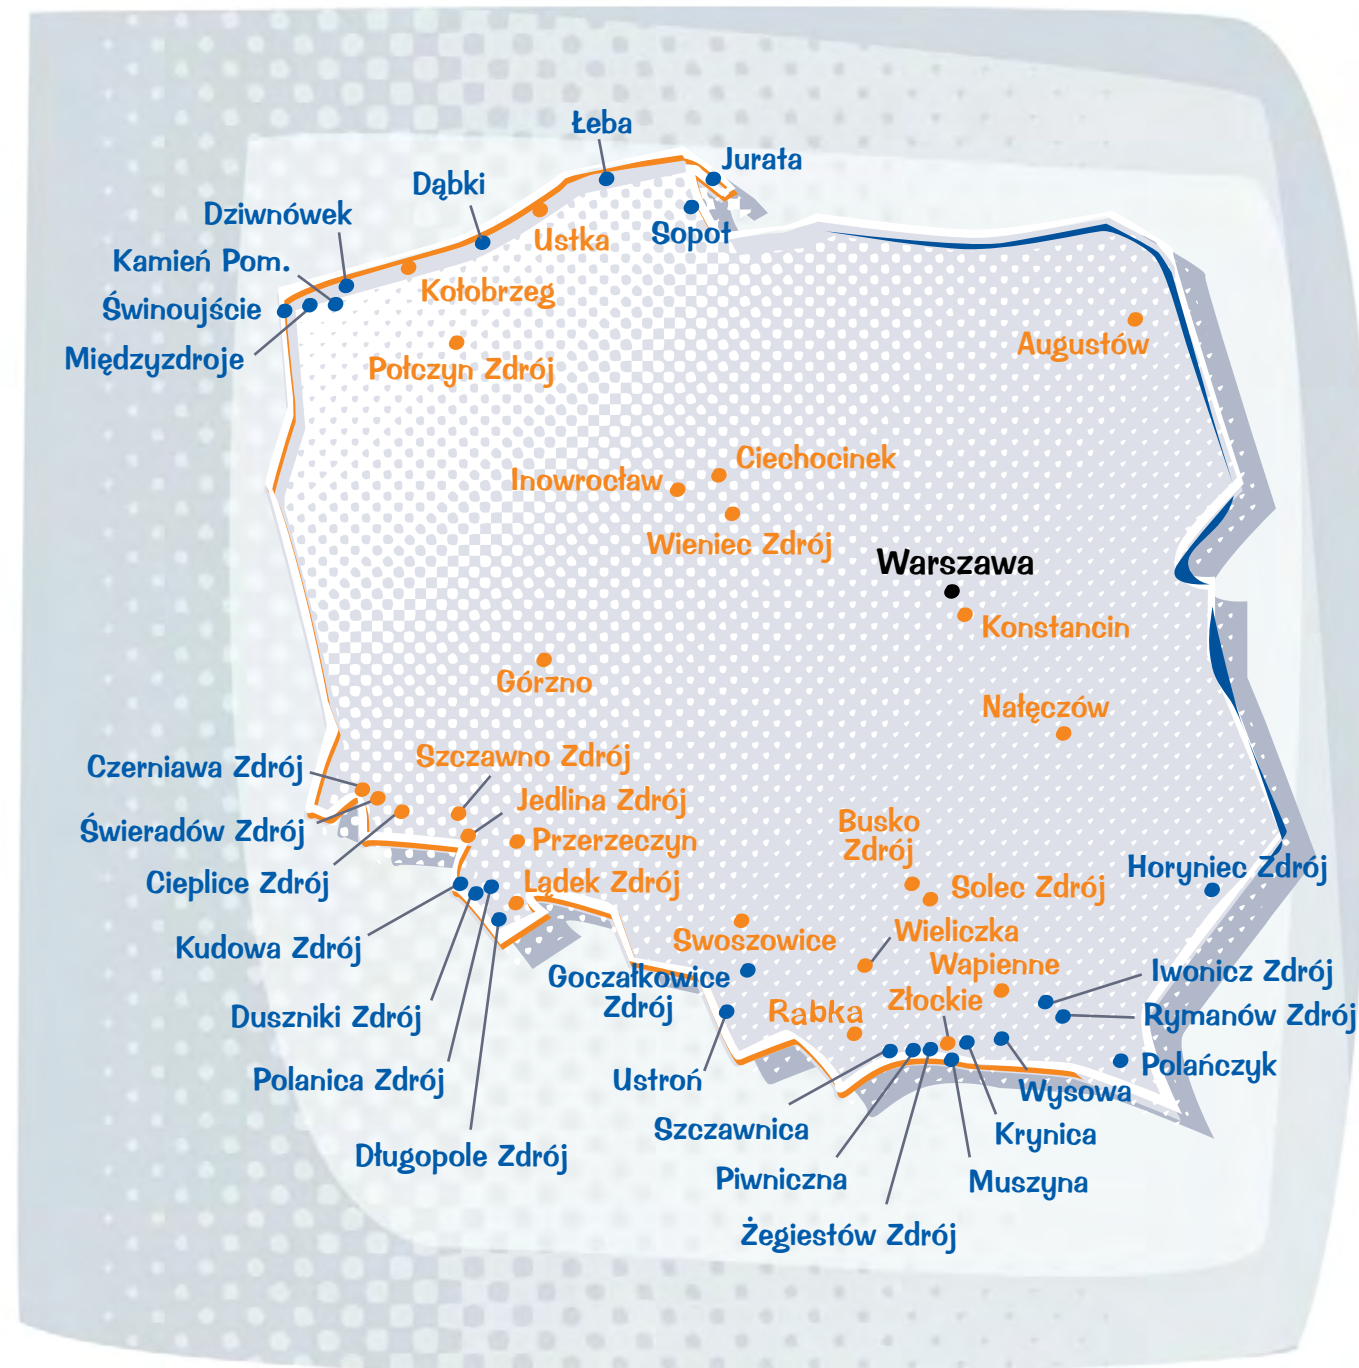 Łeba
Jurata
Dąbki
Dziwnówek
Ustka
Sopot
Kamień Pom.
Kołobrzeg
Świnoujście
Międzyzdroje
Połczyn Zdrój
Augustów
Ciechocinek
Inowrocław
Wieniec Zdrój
Warszawa
Konstancin
Górzno
Nałęczów
Szczawno Zdrój
Czerniawa Zdrój
Jedlina Zdrój
Świeradów Zdrój
Przerzeczyn
Busko
Zdrój
Horyniec Zdrój
Cieplice Zdrój
Lądek Zdrój
Solec Zdrój
Swoszowice
Wieliczka
Kudowa Zdrój
Wapienne
Goczałkowice
Zdrój
Iwonicz Zdrój
Złockie
Rabka
Duszniki Zdrój
Rymanów Zdrój
Polańczyk
Polanica Zdrój
Ustroń
Wysowa
Szczawnica
Krynica
Długopole Zdrój
Piwniczna
Muszyna
Żegiestów Zdrój